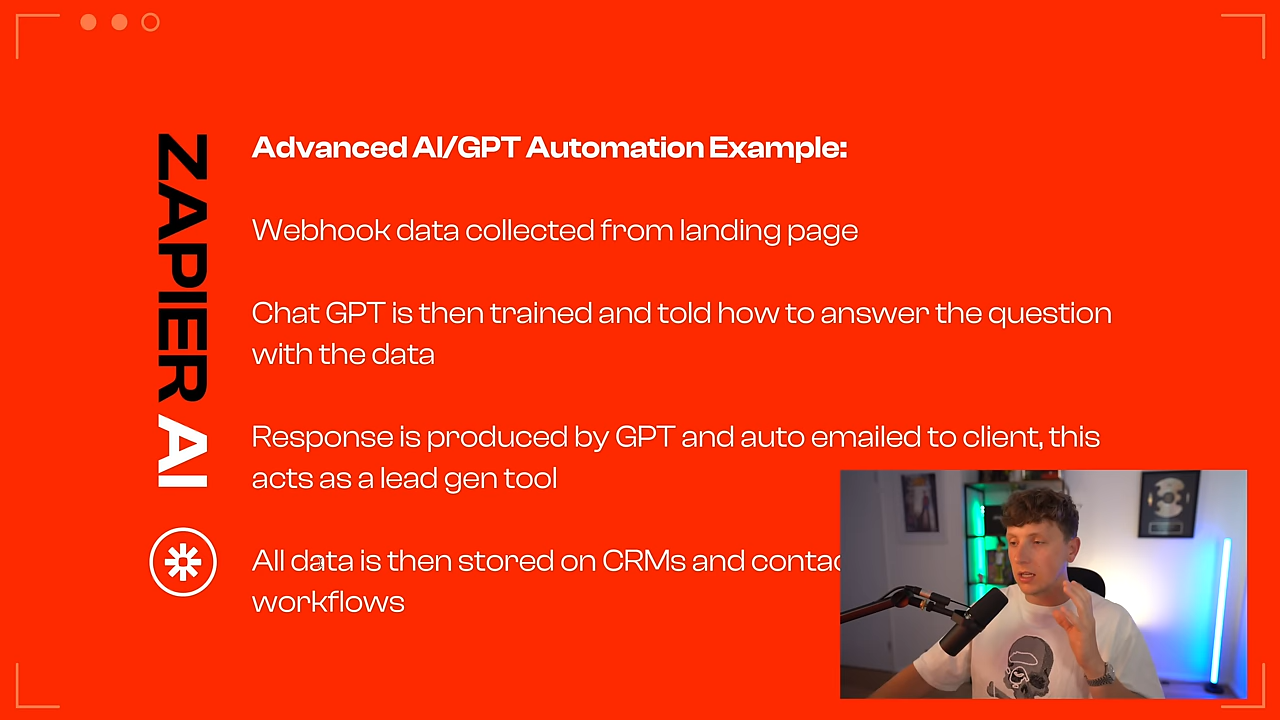 ZAPIER AI
Advanced AI/GPT Automation Example:
Webhook data collected from landing page
Chat GPT is then trained and told how to answer the question
with the data
Response is produced by GPT and auto emailed to client, this
acts as a lead gen tool
All data is then stored on CRMs and
workflows